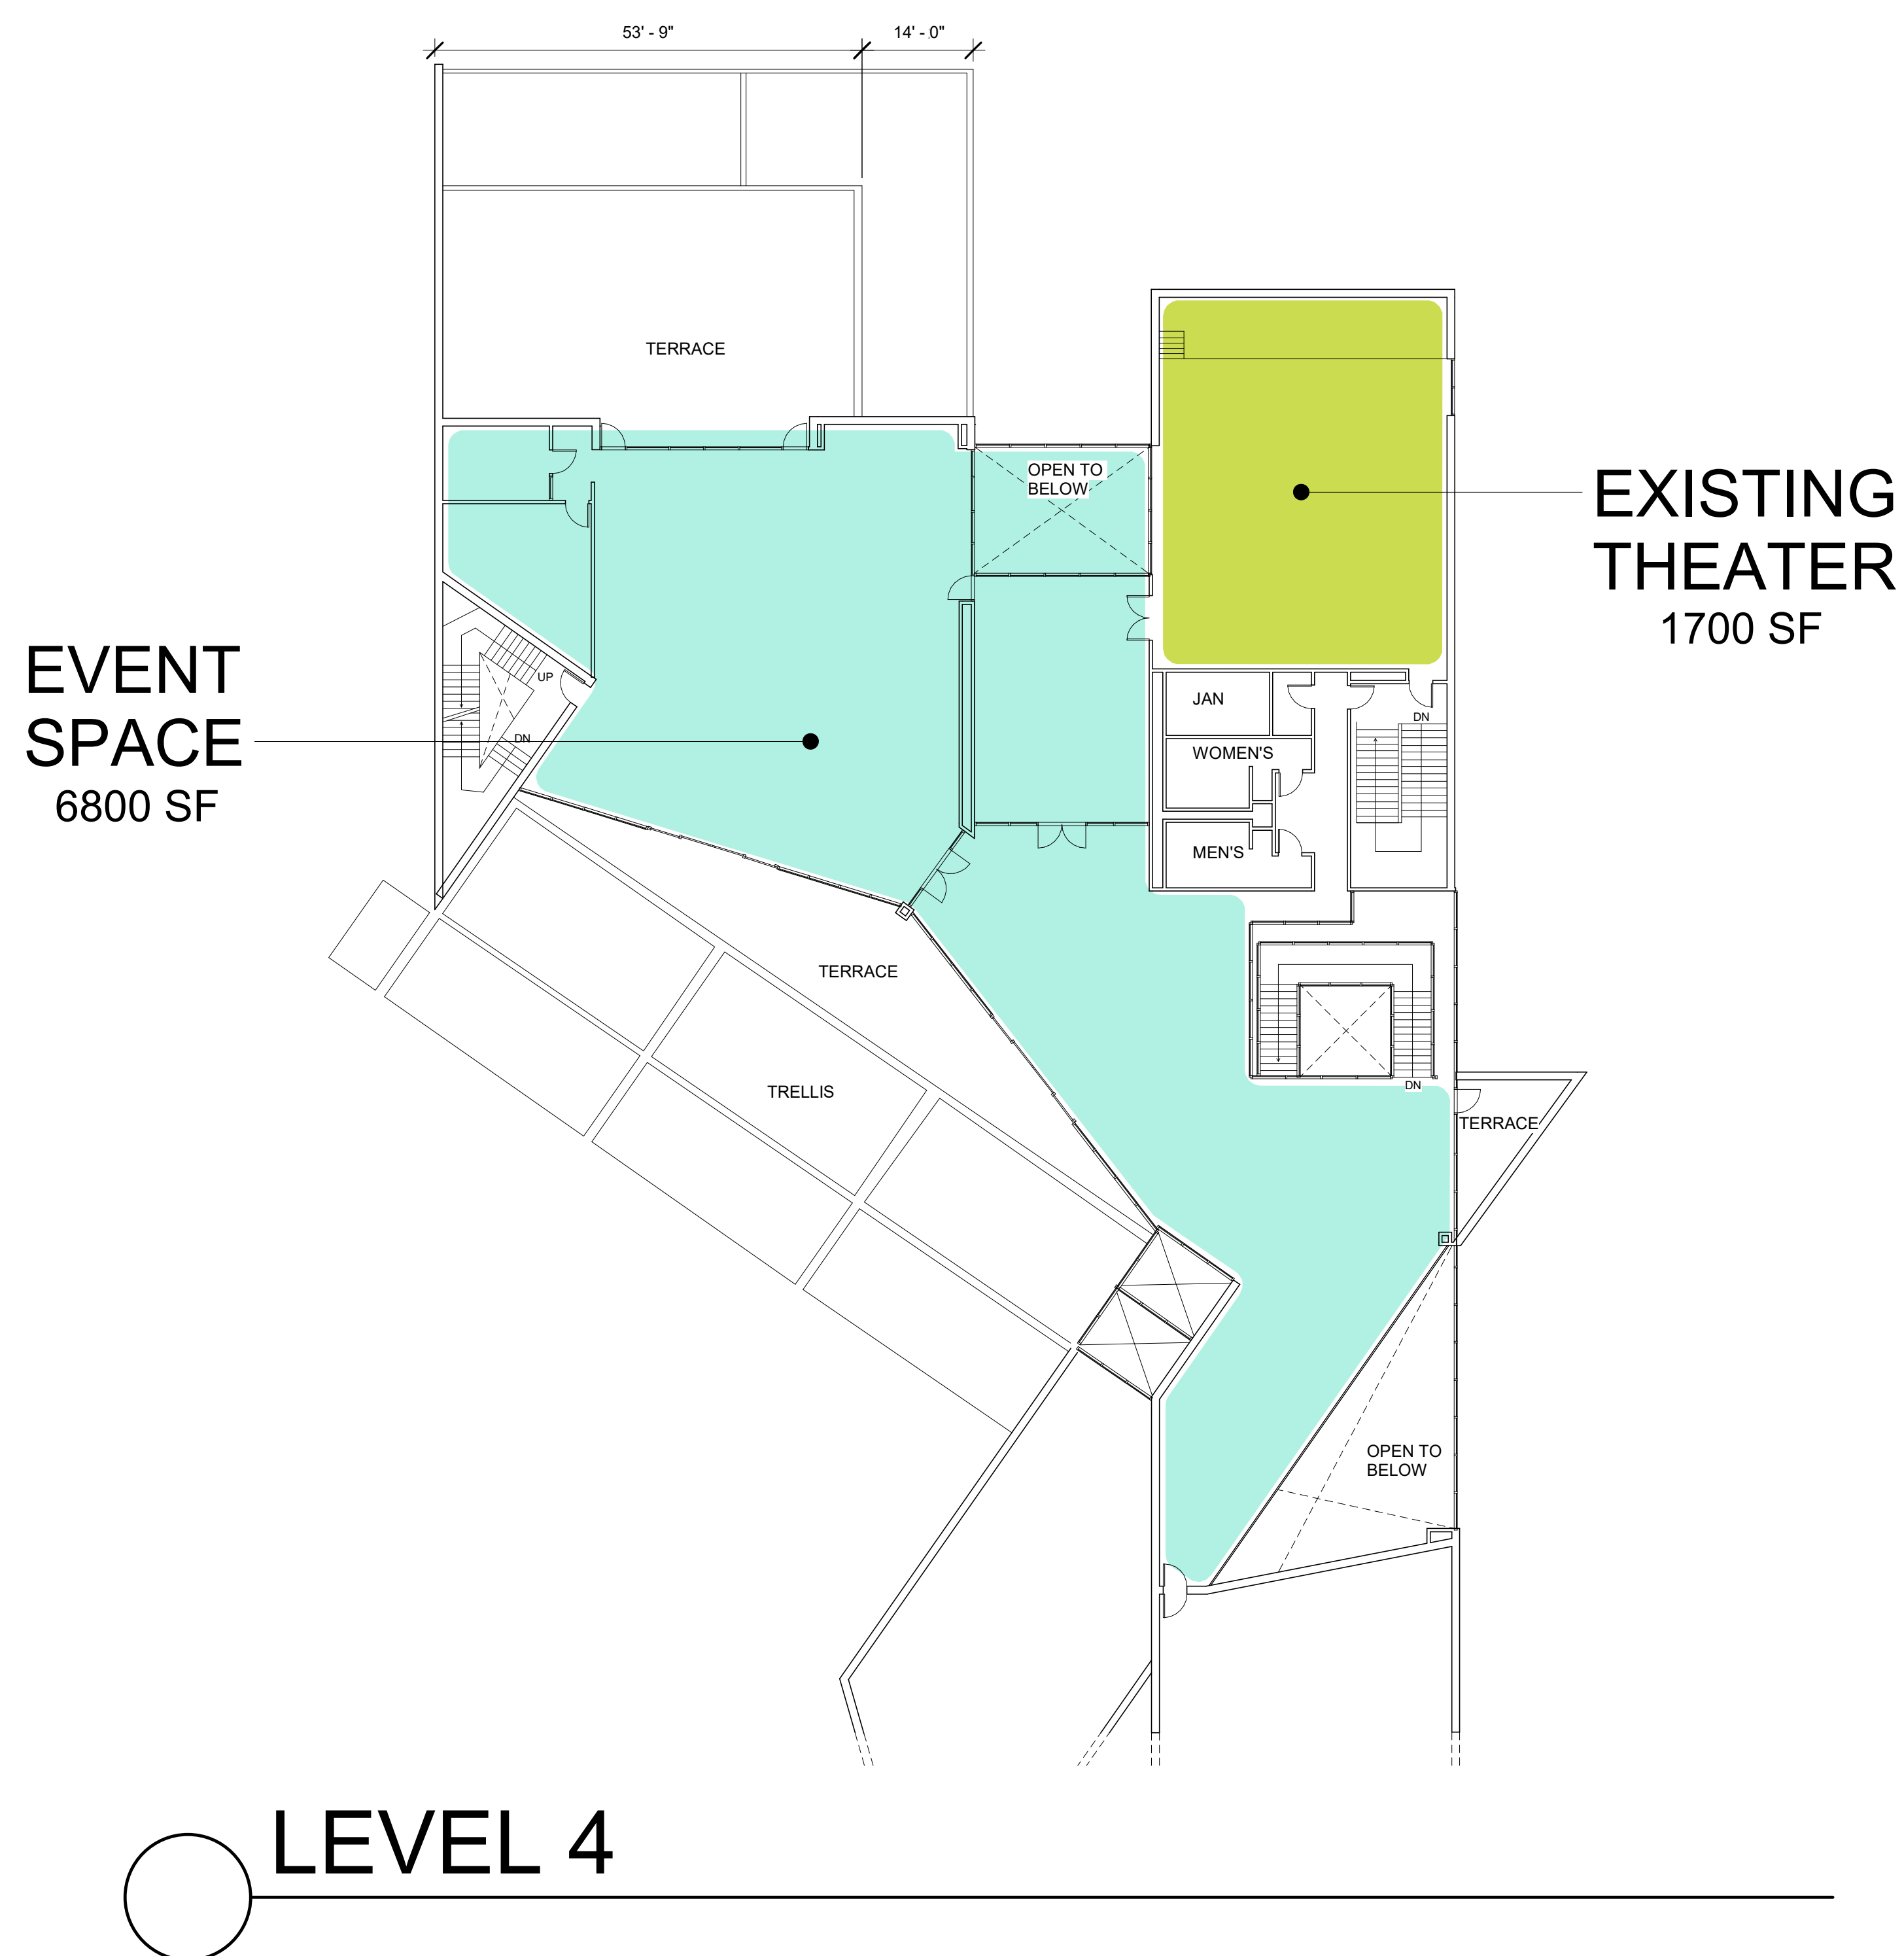 53' - 9"
14' - 0"
TERRACE
OPEN TO
BELOW
EXISTING
THEATER
1700 SF
EVENT
SPACE
6800 SF
UP
DN
JAN
DN
WOMEN'S
MEN'S
TERRACE
TRELLIS
DN
TERRACE
OPEN TO
BELOW
LEVEL 4